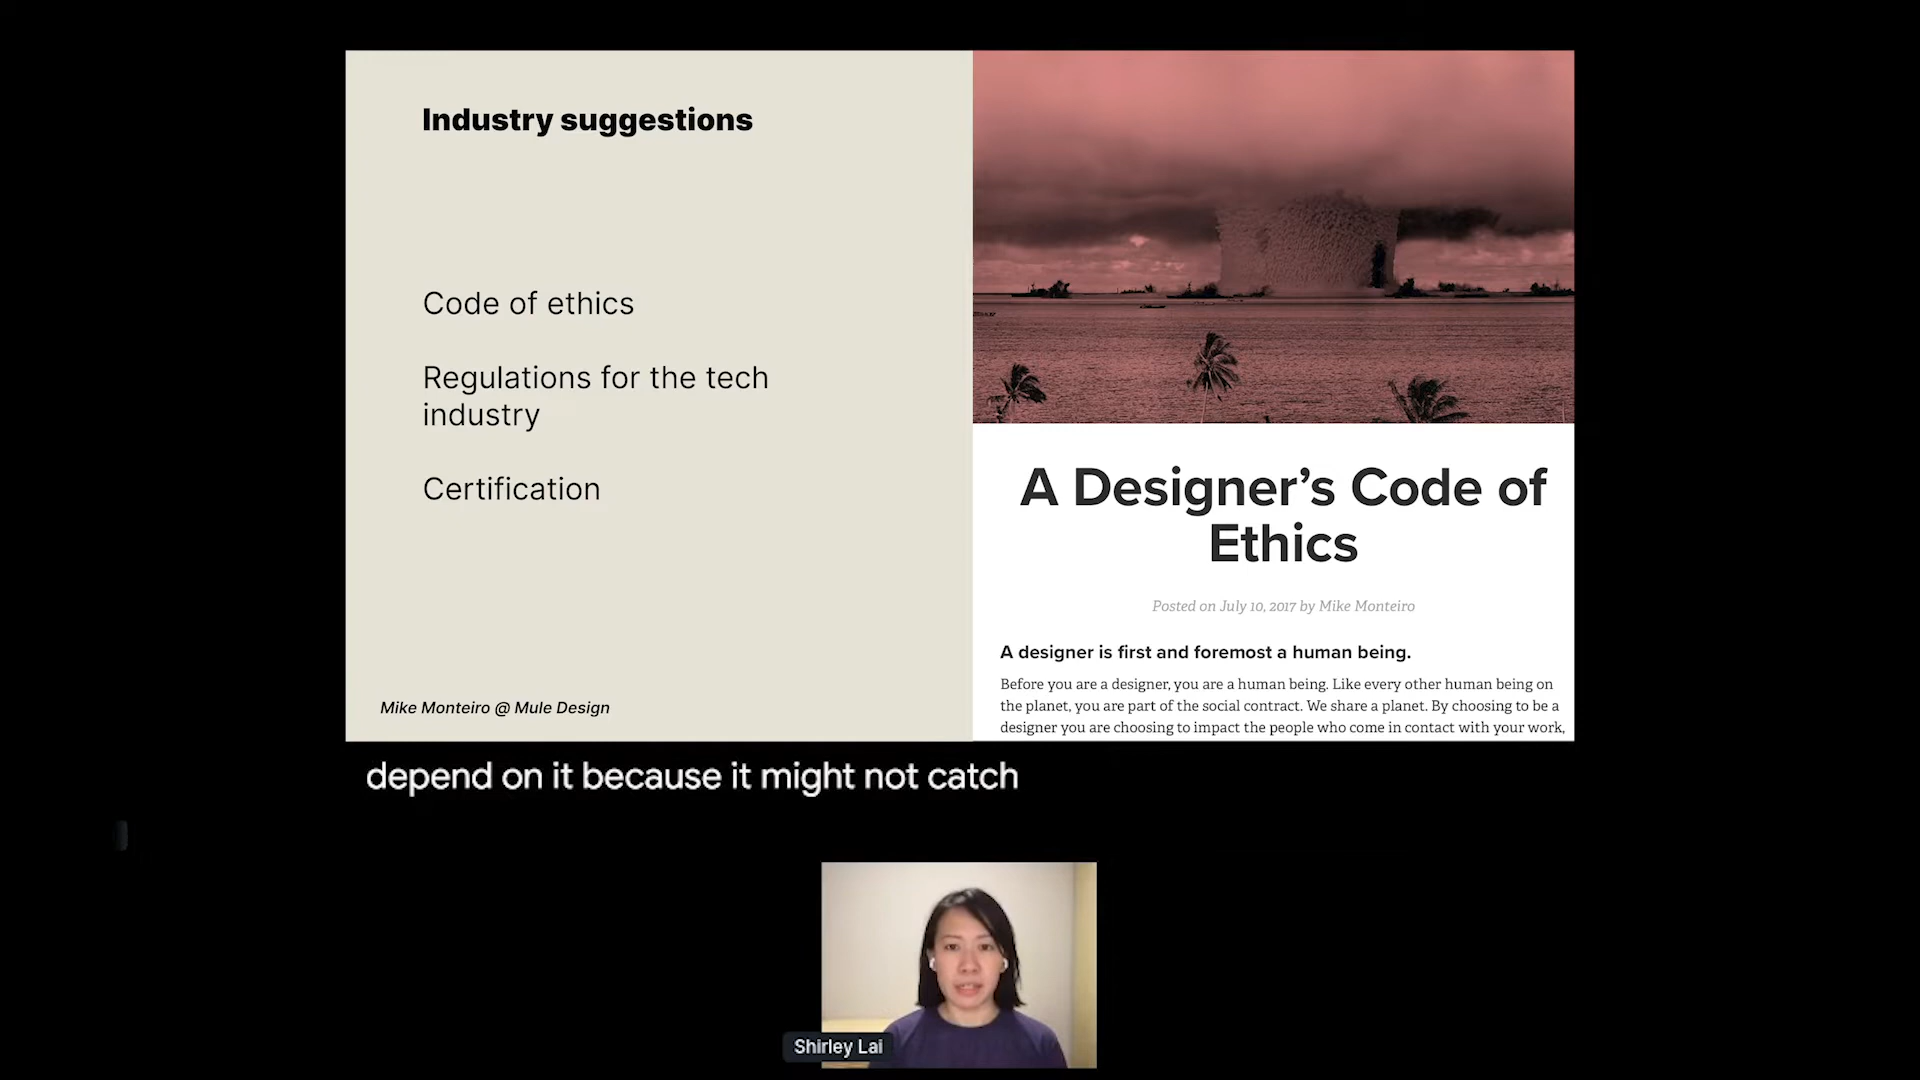 Industry suggestions
Code of ethics
Regulations for the tech
industry
Certification
Mike Monteiro @ Mule Design
A Designer’s Code of
Ethics
Posted on July 10, 2017 by Mike Monteiro
A designer is first and foremost a human being.
Before you are a designer, you are a human being. Like every other human being on
the planet, you are part of the social contract. We share a planet. By choosing to be a
designer you are choosing to impact the people who come in contact with your work,
depend on it because it might not catch
Shirley Lai